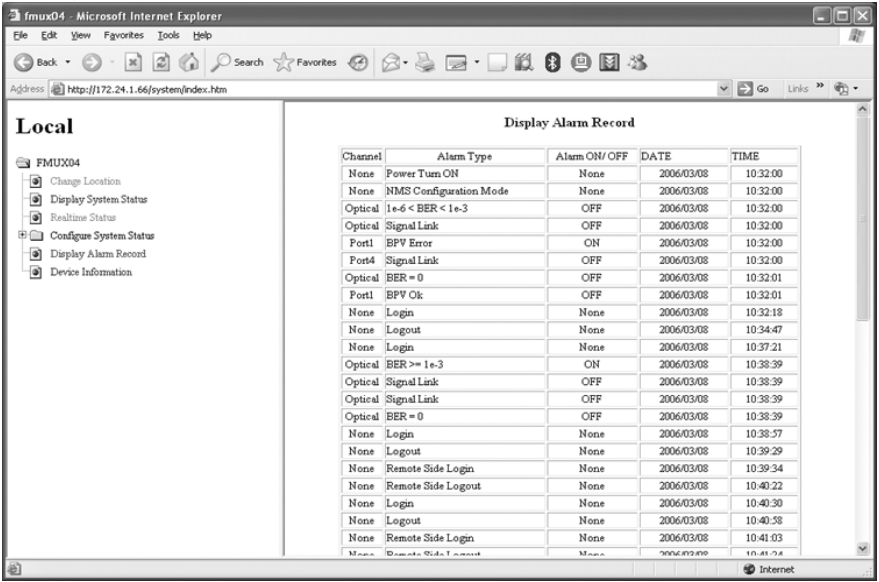 fmux04 - Microsoft Internet Explorer
File Edit View Favorites Tools Help
Back Search Favorites
Address http://172.24.1.66/system/index.htm Go Links »
Local
FMUX04
Change Location
Display System Status
Realtime Status
Configure System Status
Display Alarm Record
Device Information
Display Alarm Record
Channel Alarm Type Alarm ON/ OFF DATE TIME
None Power Turn ON None 2006/03/08 10:32:00
None NMS Configuration Mode None 2006/03/08 10:32:00
Optical 1e-6 < BER < 1e-3 OFF 2006/03/08 10:32:00
Optical Signal Link OFF 2006/03/08 10:32:00
Port1 BPV Error ON 2006/03/08 10:32:00
Port4 Signal Link OFF 2006/03/08 10:32:00
Optical BER = 0 OFF 2006/03/08 10:32:01
Port1 BPV Ok OFF 2006/03/08 10:32:01
None Login None 2006/03/08 10:32:18
None Logout None 2006/03/08 10:34:47
None Login None 2006/03/08 10:37:21
Optical BER >= 1e-3 ON 2006/03/08 10:38:39
Optical Signal Link OFF 2006/03/08 10:38:39
Optical Signal Link OFF 2006/03/08 10:38:39
Optical BER = 0 OFF 2006/03/08 10:38:39
None Login None 2006/03/08 10:38:57
None Logout None 2006/03/08 10:39:29
None Remote Side Login None 2006/03/08 10:39:34
None Remote Side Logout None 2006/03/08 10:40:22
None Login None 2006/03/08 10:40:30
None Logout None 2006/03/08 10:40:58
None Remote Side Login None 2006/03/08 10:41:03
None Remote Side Logout None 2006/03/08 10:41:24
Internet